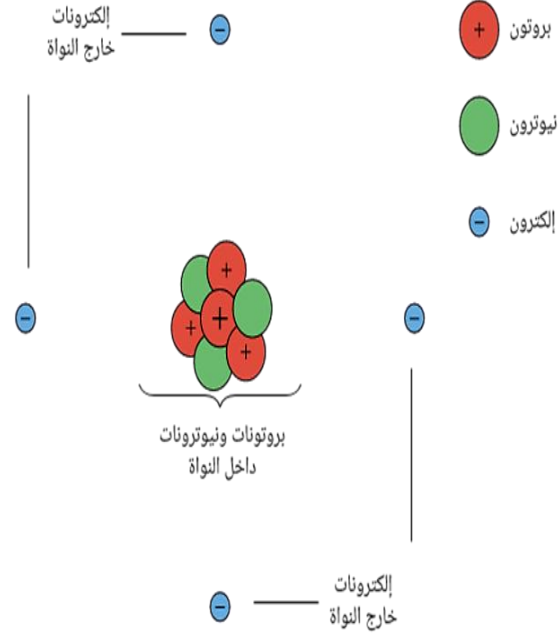 إلكترونات
خارج النواة
−
+
بروتون
نيوترون
−
إلكترون
+
+
+
+
−
−
بروتونات ونيوترونات
داخل النواة
إلكترونات
خارج النواة
−